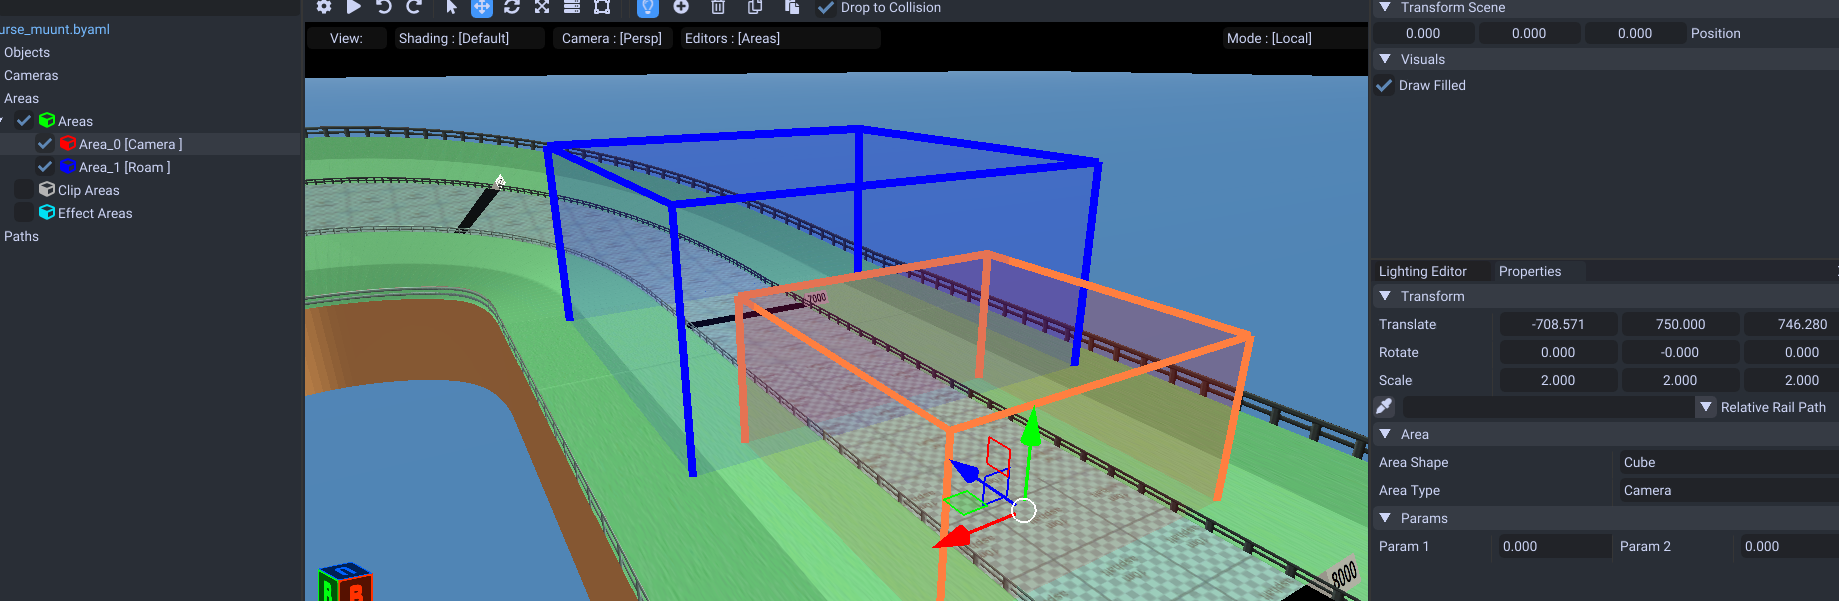 urse_muunt.byaml
Objects
Cameras
Areas
Areas
Area_0 [Camera ]
Area_1 [Roam ]
Clip Areas
Effect Areas
Paths
Drop to Collision
View:
Shading : [Default]
Camera : [Persp]
Editors : [Areas]
Mode : [Local]
7000
8000
Transform Scene
0.000 0.000 0.000 Position
Visuals
Draw Filled
Lighting Editor Properties
Transform
Translate -708.571 750.000 746.280
Rotate 0.000 -0.000 0.000
Scale 2.000 2.000 2.000
Relative Rail Path
Area
Area Shape Cube
Area Type Camera
Params
Param 1 0.000 Param 2 0.000